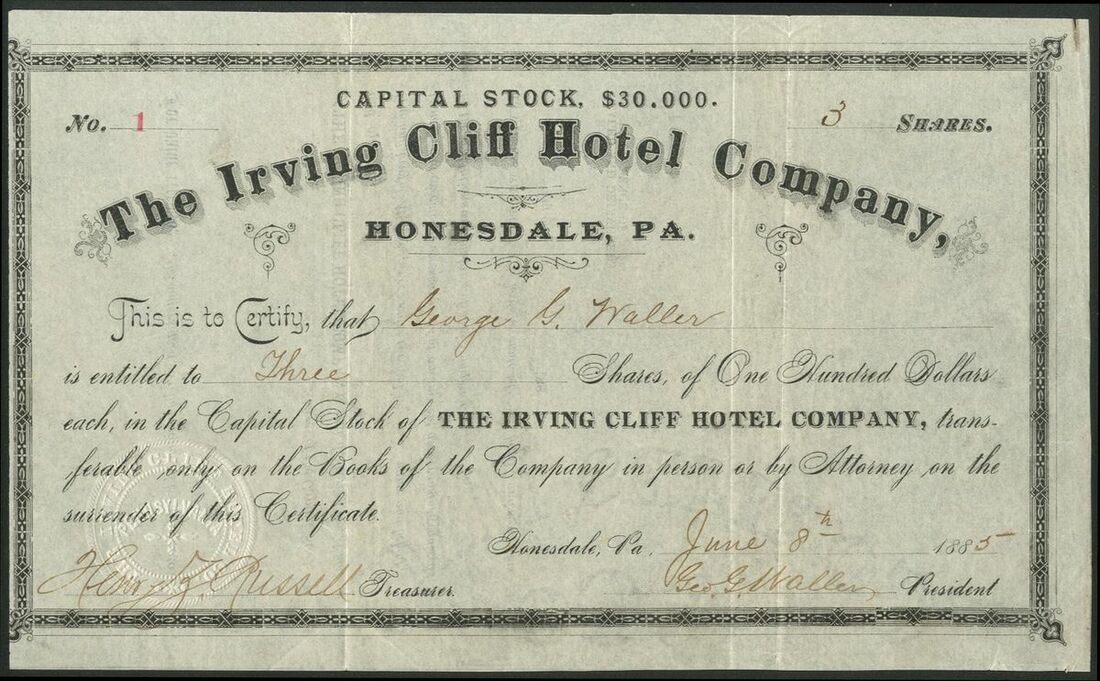 CAPITAL STOCK, $30.000.
No. 1
3 SHARES.
The Irving Cliff Hotel Company,
HONESDALE, PA.
This is to Certify, that George G. Waller
is entitled to Three Shares, of One Hundred Dollars
each, in the Capital Stock of THE IRVING CLIFF HOTEL COMPANY, trans-
ferable only on the Books of the Company in person or by Attorney on the
surrender of this Certificate.
Honesdale, Pa. June 8th 1885
Henry Z. Russell Treasurer.
Geo. G. Waller President